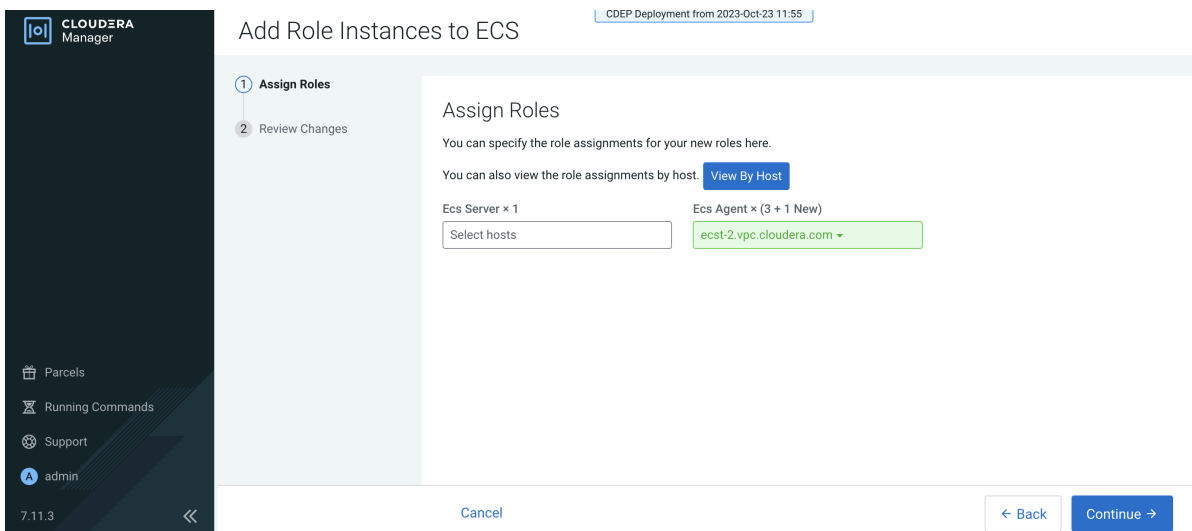 CLOUDERA
Manager
Add Role Instances to ECS
CDEP Deployment from 2023-Oct-23 11:55
1 Assign Roles
2 Review Changes
Assign Roles
You can specify the role assignments for your new roles here.
You can also view the role assignments by host. View By Host
Ecs Server × 1
Ecs Agent × (3 + 1 New)
Select hosts
ecst-2.vpc.cloudera.com
Parcels
Running Commands
Support
A admin
7.11.3
Cancel
← Back
Continue →